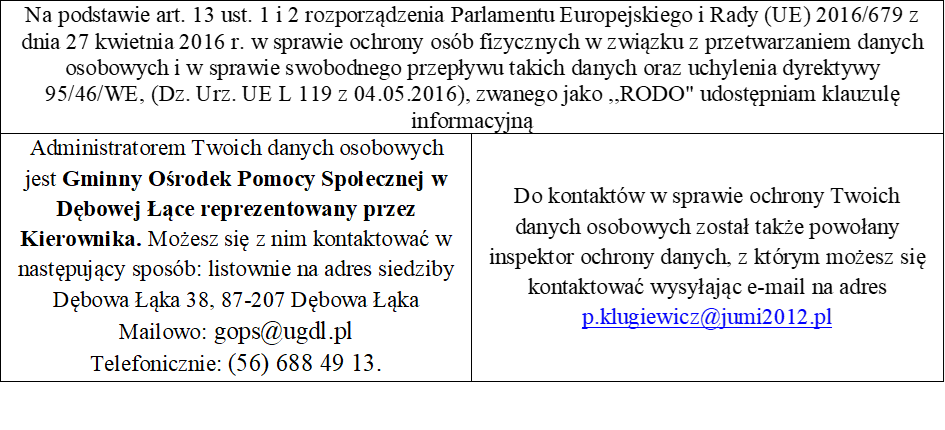 Na podstawie art. 13 ust. 1 i 2 rozporządzenia Parlamentu Europejskiego i Rady (UE) 2016/679 z
dnia 27 kwietnia 2016 r. w sprawie ochrony osób fizycznych w związku z przetwarzaniem danych
osobowych i w sprawie swobodnego przepływu takich danych oraz uchylenia dyrektywy
95/46/WE, (Dz. Urz. UE L 119 z 04.05.2016), zwanego jako ,,RODO" udostępniam klauzulę
informacyjną
Administratorem Twoich danych osobowych
jest Gminny Ośrodek Pomocy Społecznej w
Dębowej Łące reprezentowany przez
Kierownika. Możesz się z nim kontaktować w
następujący sposób: listownie na adres siedziby
Dębowa Łąka 38, 87-207 Dębowa Łąka
Mailowo: gops@ugdl.pl
Telefonicznie: (56) 688 49 13.
Do kontaktów w sprawie ochrony Twoich
danych osobowych został także powołany
inspektor ochrony danych, z którym możesz się
kontaktować wysyłając e-mail na adres
p.klugiewicz@jumi2012.pl